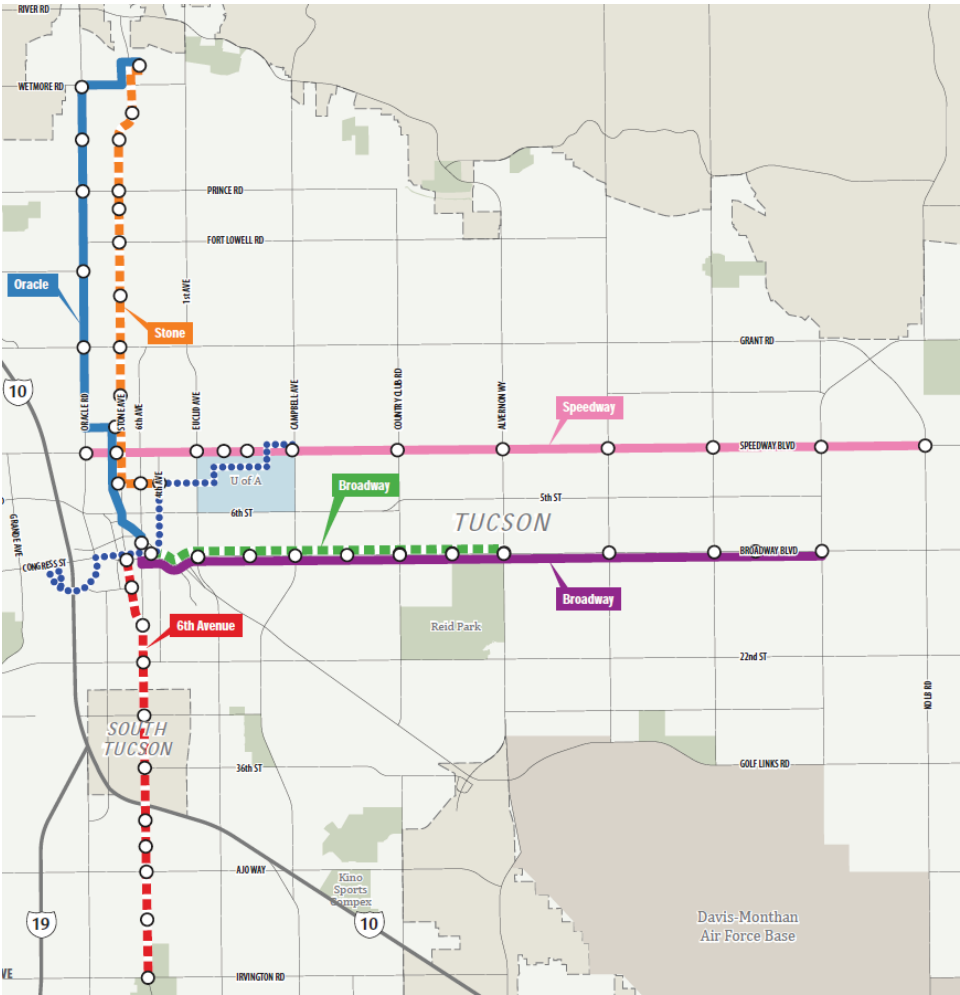 RIVER RD
WETMORE RD
PRINCE RD
FORT LOWELL RD
Oracle
1st AVE
Stone
GRANT RD
10
ORACLE RD
STONE AVE
6th AVE
EUCLID AVE
CAMPBELL AVE
COUNTRY CLUB RD
ALVERNON WY
Speedway
SPEEDWAY BLVD
4th AVE
U of A
Broadway
5th ST
6th ST
TUCSON
GRANDE AVE
CONGRESS ST
BROADWAY BLVD
Broadway
6th Avenue
Reid Park
22nd ST
KOLB RD
SOUTH
TUCSON
36th ST
GOLF LINKS RD
AJO WAY
Kino
Sports
Compex
19
10
Davis-Monthan
Air Force Base
VE
IRVINGTON RD